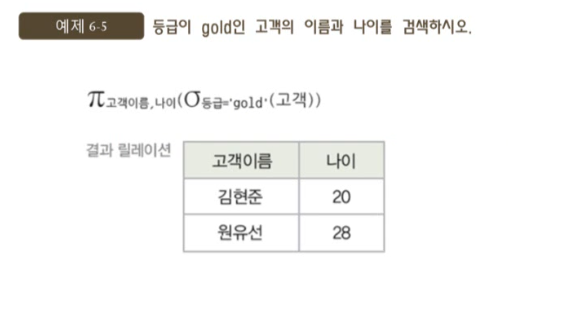 예제 6-5 등급이 gold인 고객의 이름과 나이를 검색하시오.
π고객이름,나이(σ등급='gold'(고객))
결과 릴레이션
고객이름 나이
김현준 20
원유선 28